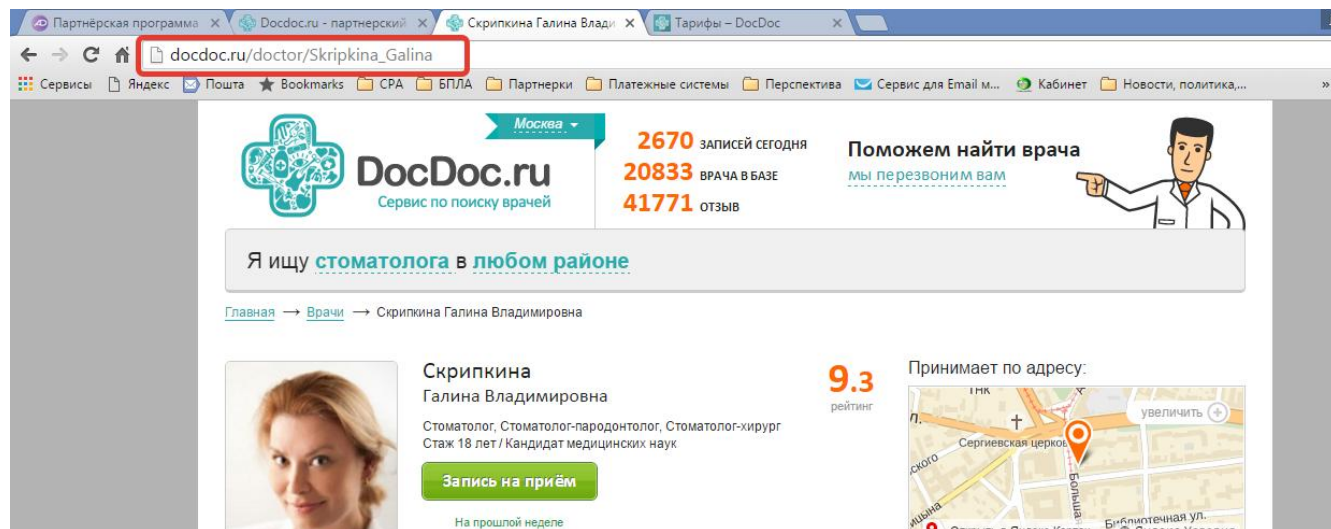 Партнёрская программа
Docdoc.ru - партнерский
Скрипкина Галина Влади
Тарифы – DocDoc
docdoc.ru/doctor/Skripkina_Galina
Сервисы Яндекс Почта Bookmarks CPA БПЛА Партнерки Платежные системы Перспектива Сервис для Email м... Кабинет Новости, политика,... »
Москва
DocDoc.ru
Сервис по поиску врачей
2670 ЗАПИСЕЙ СЕГОДНЯ
20833 ВРАЧА В БАЗЕ
41771 ОТЗЫВ
Поможем найти врача
мы перезвоним вам
Я ищу стоматолога в любом районе
Главная → Врачи → Скрипкина Галина Владимировна
Скрипкина
Галина Владимировна
Стоматолог, Стоматолог-пародонтолог, Стоматолог-хирург
Стаж 18 лет / Кандидат медицинских наук
Запись на приём
На прошлой неделе
9.3
рейтинг
Принимает по адресу:
увеличить
Сергиевская церковь
Больша
Библиотечная ул.